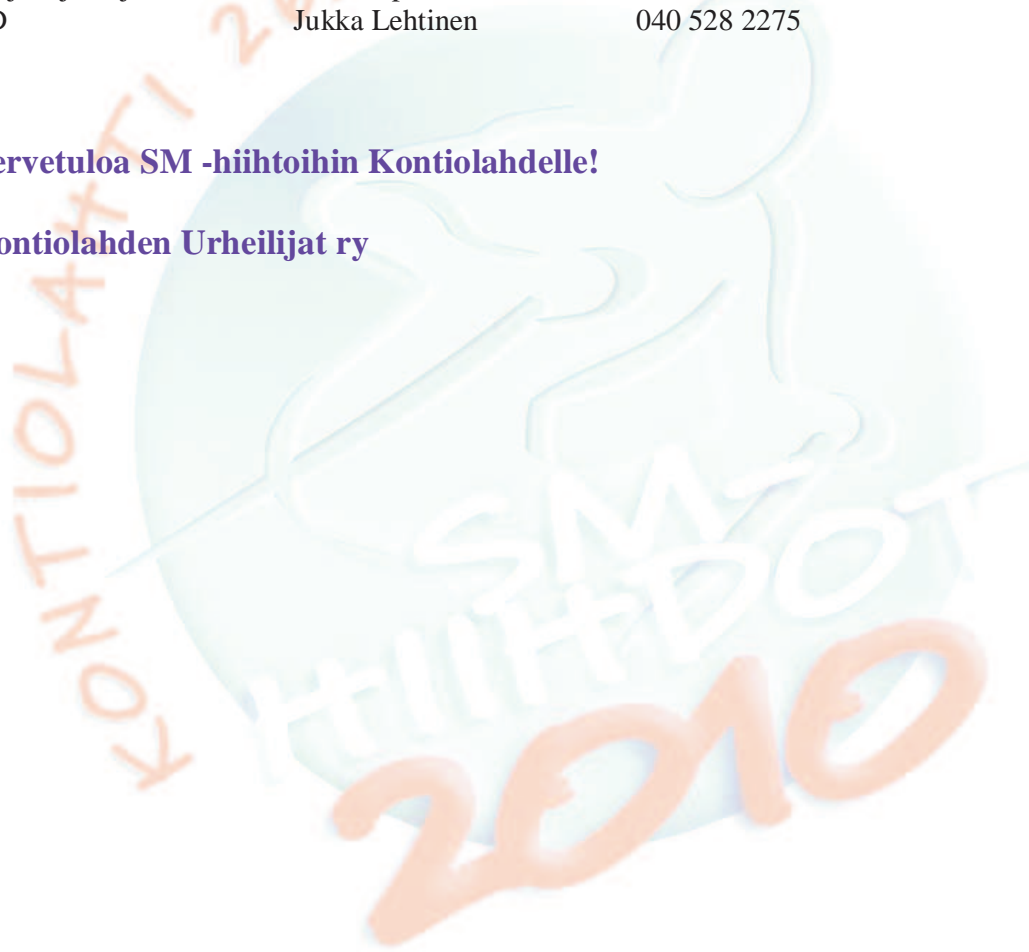 Jukka Lehtinen 040 528 2275
ervetuloa SM -hiihtoihin Kontiolahdelle!
ontiolahden Urheilijat ry
KONTIOLAHTI
SM-
HIIHDOT
2010